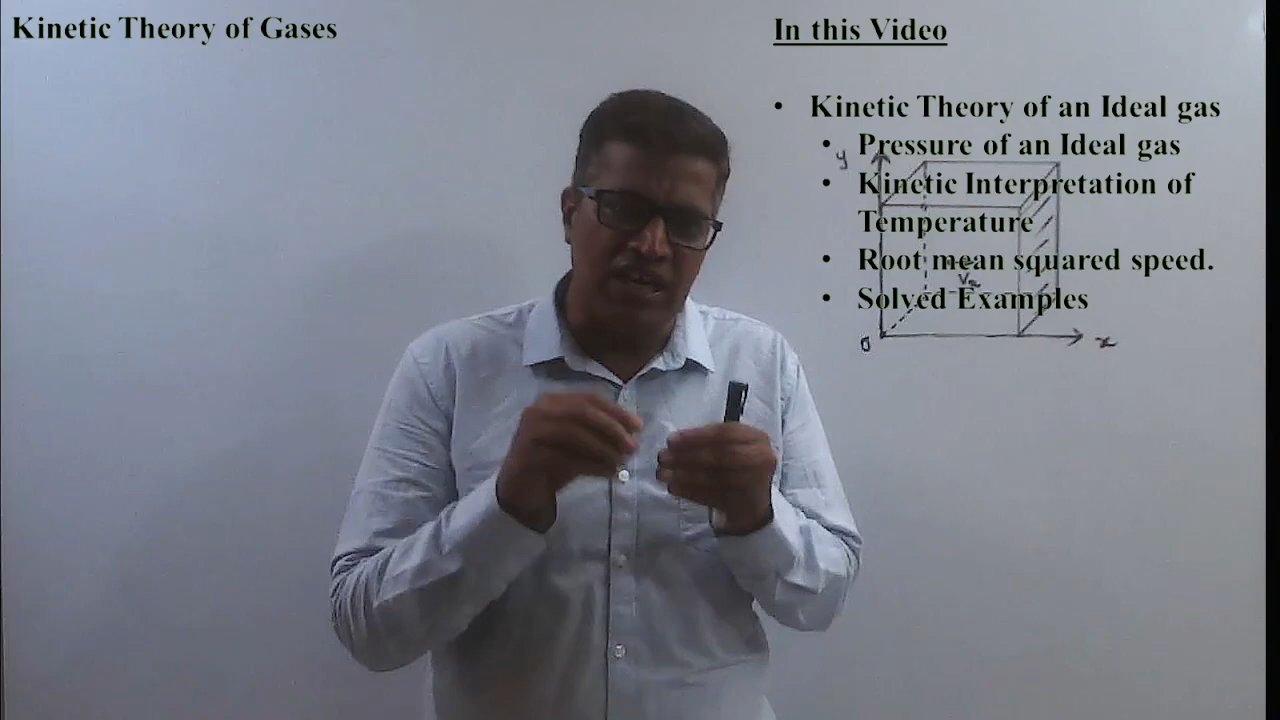 Kinetic Theory of Gases
In this Video
• Kinetic Theory of an Ideal gas
• Pressure of an Ideal gas
y
• Kinetic Interpretation of
Temperature
• Root mean squared speed.
• Solved Examples
0
x